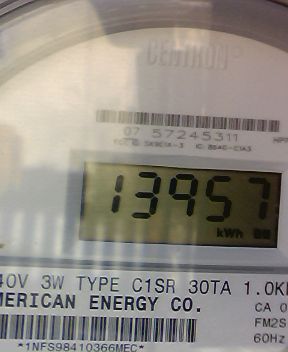 CENTRON®
07 57245311
13957
kWh
40V 3W TYPE C1SR 30TA 1.0K
MERICAN ENERGY CO.
CA 0
FM2S
60Hz
*1NFS98410366MEC*